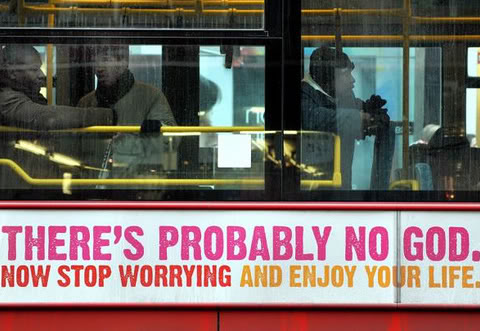 THERE'S PROBABLY NO GOD.
NOW STOP WORRYING AND ENJOY YOUR LIFE.